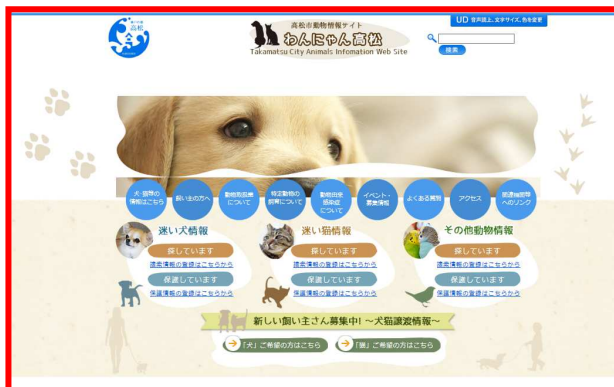 高松
高松市動物情報サイト
わんにゃん高松
Takamatsu City Animals Infomation Web Site
UD 音声読上、文字サイズ、色を変更
検索
犬・猫等の
情報はこちら
飼い主の方へ
動物取扱業
について
特定動物の
飼育について
動物由来
感染症
について
イベント・
募集情報
よくある質問
アクセス
関連機関等
へのリンク
迷い犬情報
探しています
捜索情報の登録はこちらから
保護しています
保護情報の登録はこちらから
迷い猫情報
探しています
捜索情報の登録はこちらから
保護しています
保護情報の登録はこちらから
その他動物情報
探しています
捜索情報の登録はこちらから
保護しています
保護情報の登録はこちらから
新しい飼い主さん募集中! ～犬猫譲渡情報～
「犬」ご希望の方はこちら
「猫」ご希望の方はこちら